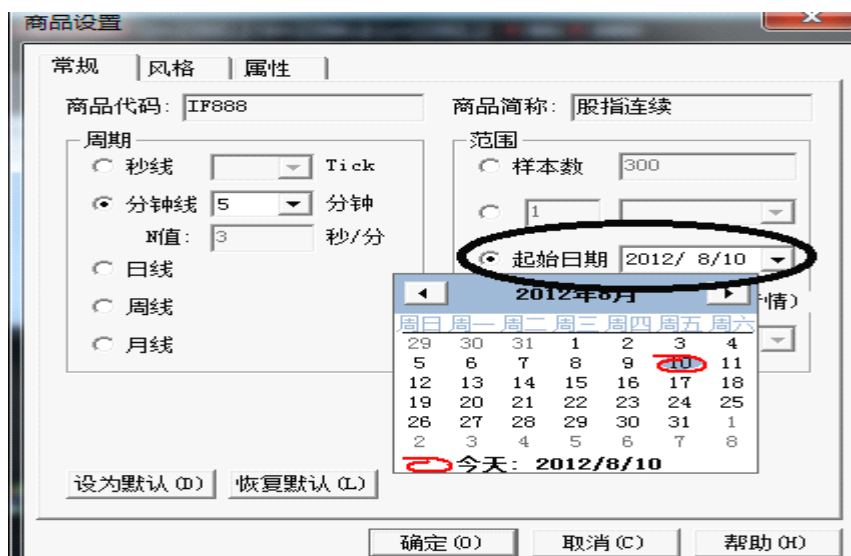 商品设置
常规 风格 属性
商品代码: IF888 商品简称: 股指连续
周期 范围
秒线 Tick 样本数 300
分钟线 5 分钟 1
N值: 3 秒/分 起始日期 2012/ 8/10
日线 2012年8月 情)
周线 周日 周一 周二 周三 周四 周五 周六
月线 29 30 31 1 2 3 4
5 6 7 8 9 10 11
12 13 14 15 16 17 18
19 20 21 22 23 24 25
26 27 28 29 30 31 1
2 3 4 5 6 7 8
今天: 2012/8/10
设为默认(D) 恢复默认(L)
确定(O) 取消(C) 帮助(H)